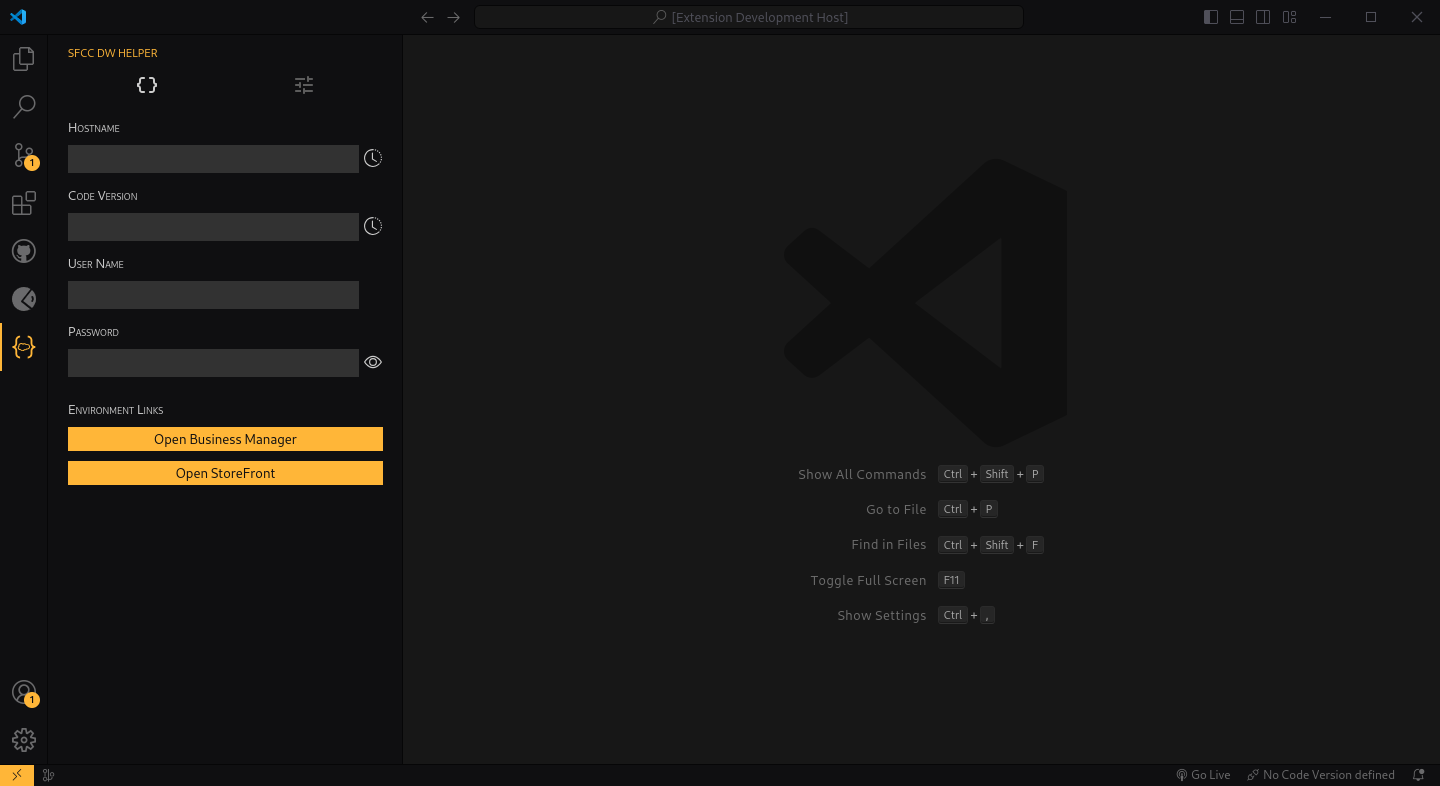 [Extension Development Host]
SFCC DW HELPER
Hostname
Code Version
User Name
Password
Environment Links
Open Business Manager
Open StoreFront
1
1
Show All Commands Ctrl + Shift + P
Go to File Ctrl + P
Find in Files Ctrl + Shift + F
Toggle Full Screen F11
Show Settings Ctrl + ,
Go Live No Code Version defined